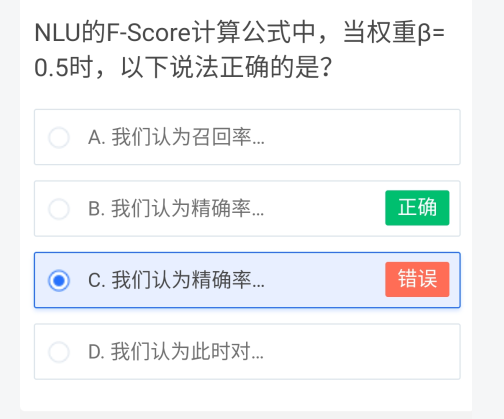 NLU的F-Score计算公式中，当权重β=
0.5时，以下说法正确的是？
A. 我们认为召回率...
B. 我们认为精确率...
正确
C. 我们认为精确率...
错误
D. 我们认为此时对...